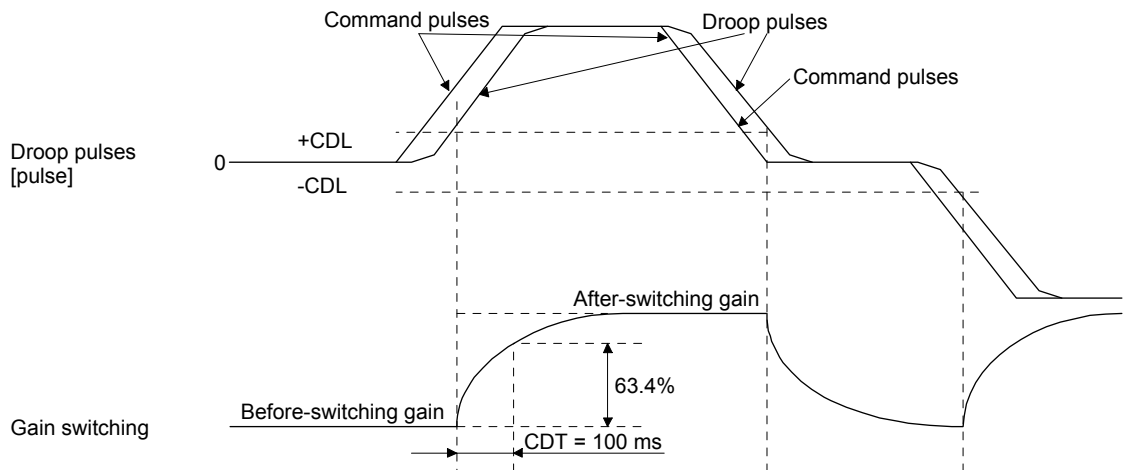 Command pulses
Droop pulses
Command pulses
+CDL
Droop pulses
[pulse]
0
-CDL
After-switching gain
63.4%
Before-switching gain
Gain switching
CDT = 100 ms